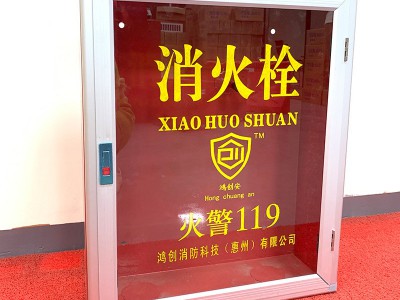 消火栓
XIAO HUO SHUAN
TM
鸿创安
Hong chuang an
火警119
鸿创消防科技（惠州）有限公司